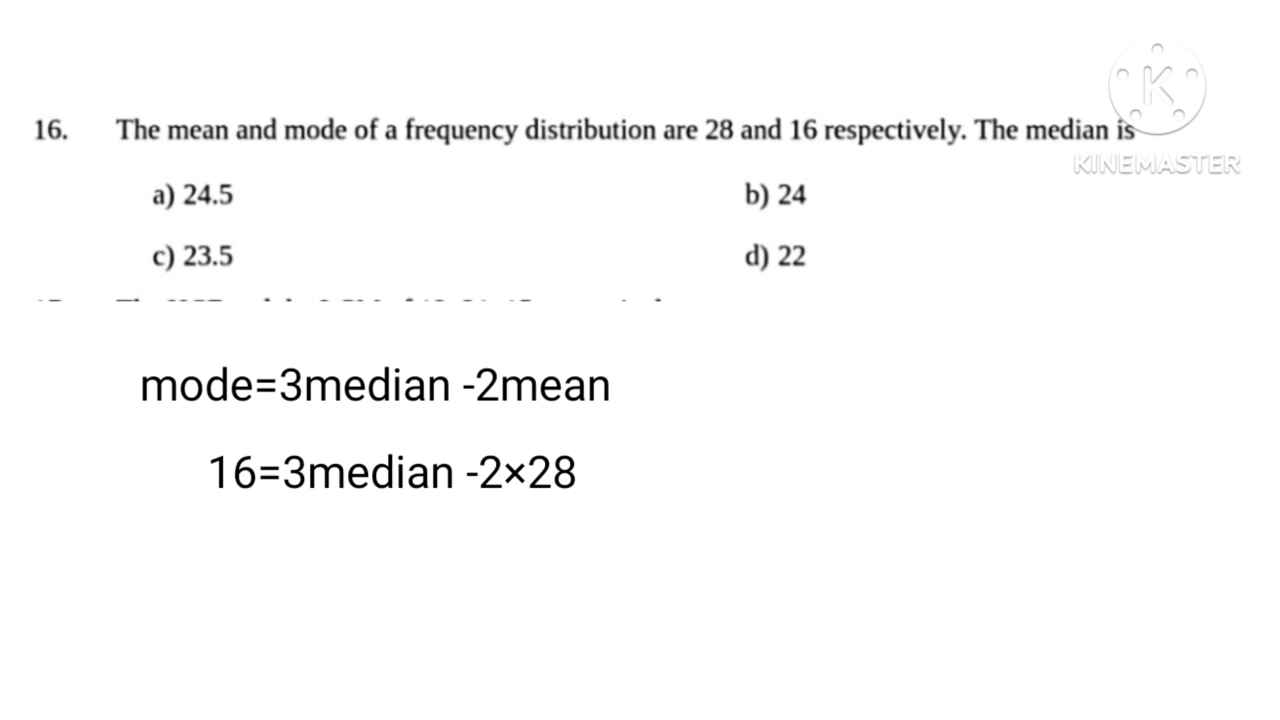 16. The mean and mode of a frequency distribution are 28 and 16 respectively. The median is
KINEMASTER
a) 24.5 b) 24
c) 23.5 d) 22
mode=3median -2mean
16=3median -2×28